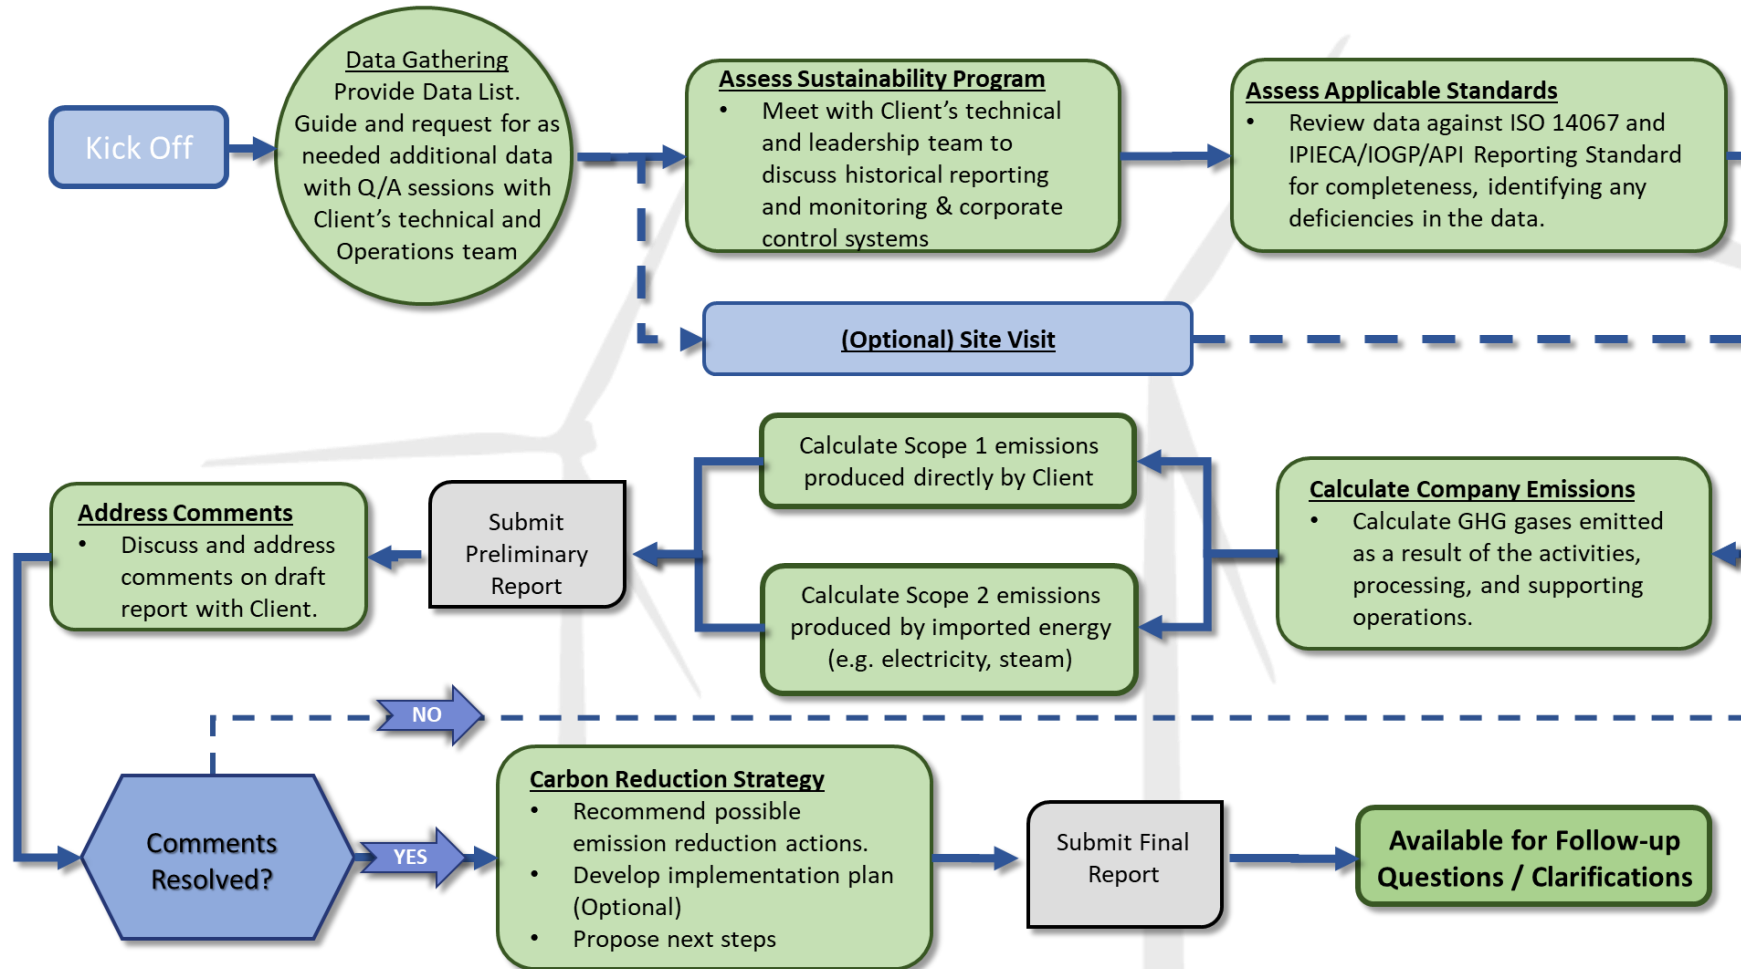 Kick Off
Data Gathering
Provide Data List.
Guide and request for as
needed additional data
with Q/A sessions with
Client's technical and
Operations team
Assess Sustainability Program
• Meet with Client's technical
and leadership team to
discuss historical reporting
and monitoring & corporate
control systems
Assess Applicable Standards
• Review data against ISO 14067 and
IPIECA/IOGP/API Reporting Standard
for completeness, identifying any
deficiencies in the data.
(Optional) Site Visit
Calculate Company Emissions
• Calculate GHG gases emitted
as a result of the activities,
processing, and supporting
operations.
Calculate Scope 1 emissions
produced directly by Client
Calculate Scope 2 emissions
produced by imported energy
(e.g. electricity, steam)
Submit
Preliminary
Report
Address Comments
• Discuss and address
comments on draft
report with Client.
Comments
Resolved?
NO
YES
Carbon Reduction Strategy
• Recommend possible
emission reduction actions.
• Develop implementation plan
(Optional)
• Propose next steps
Submit Final
Report
Available for Follow-up
Questions / Clarifications